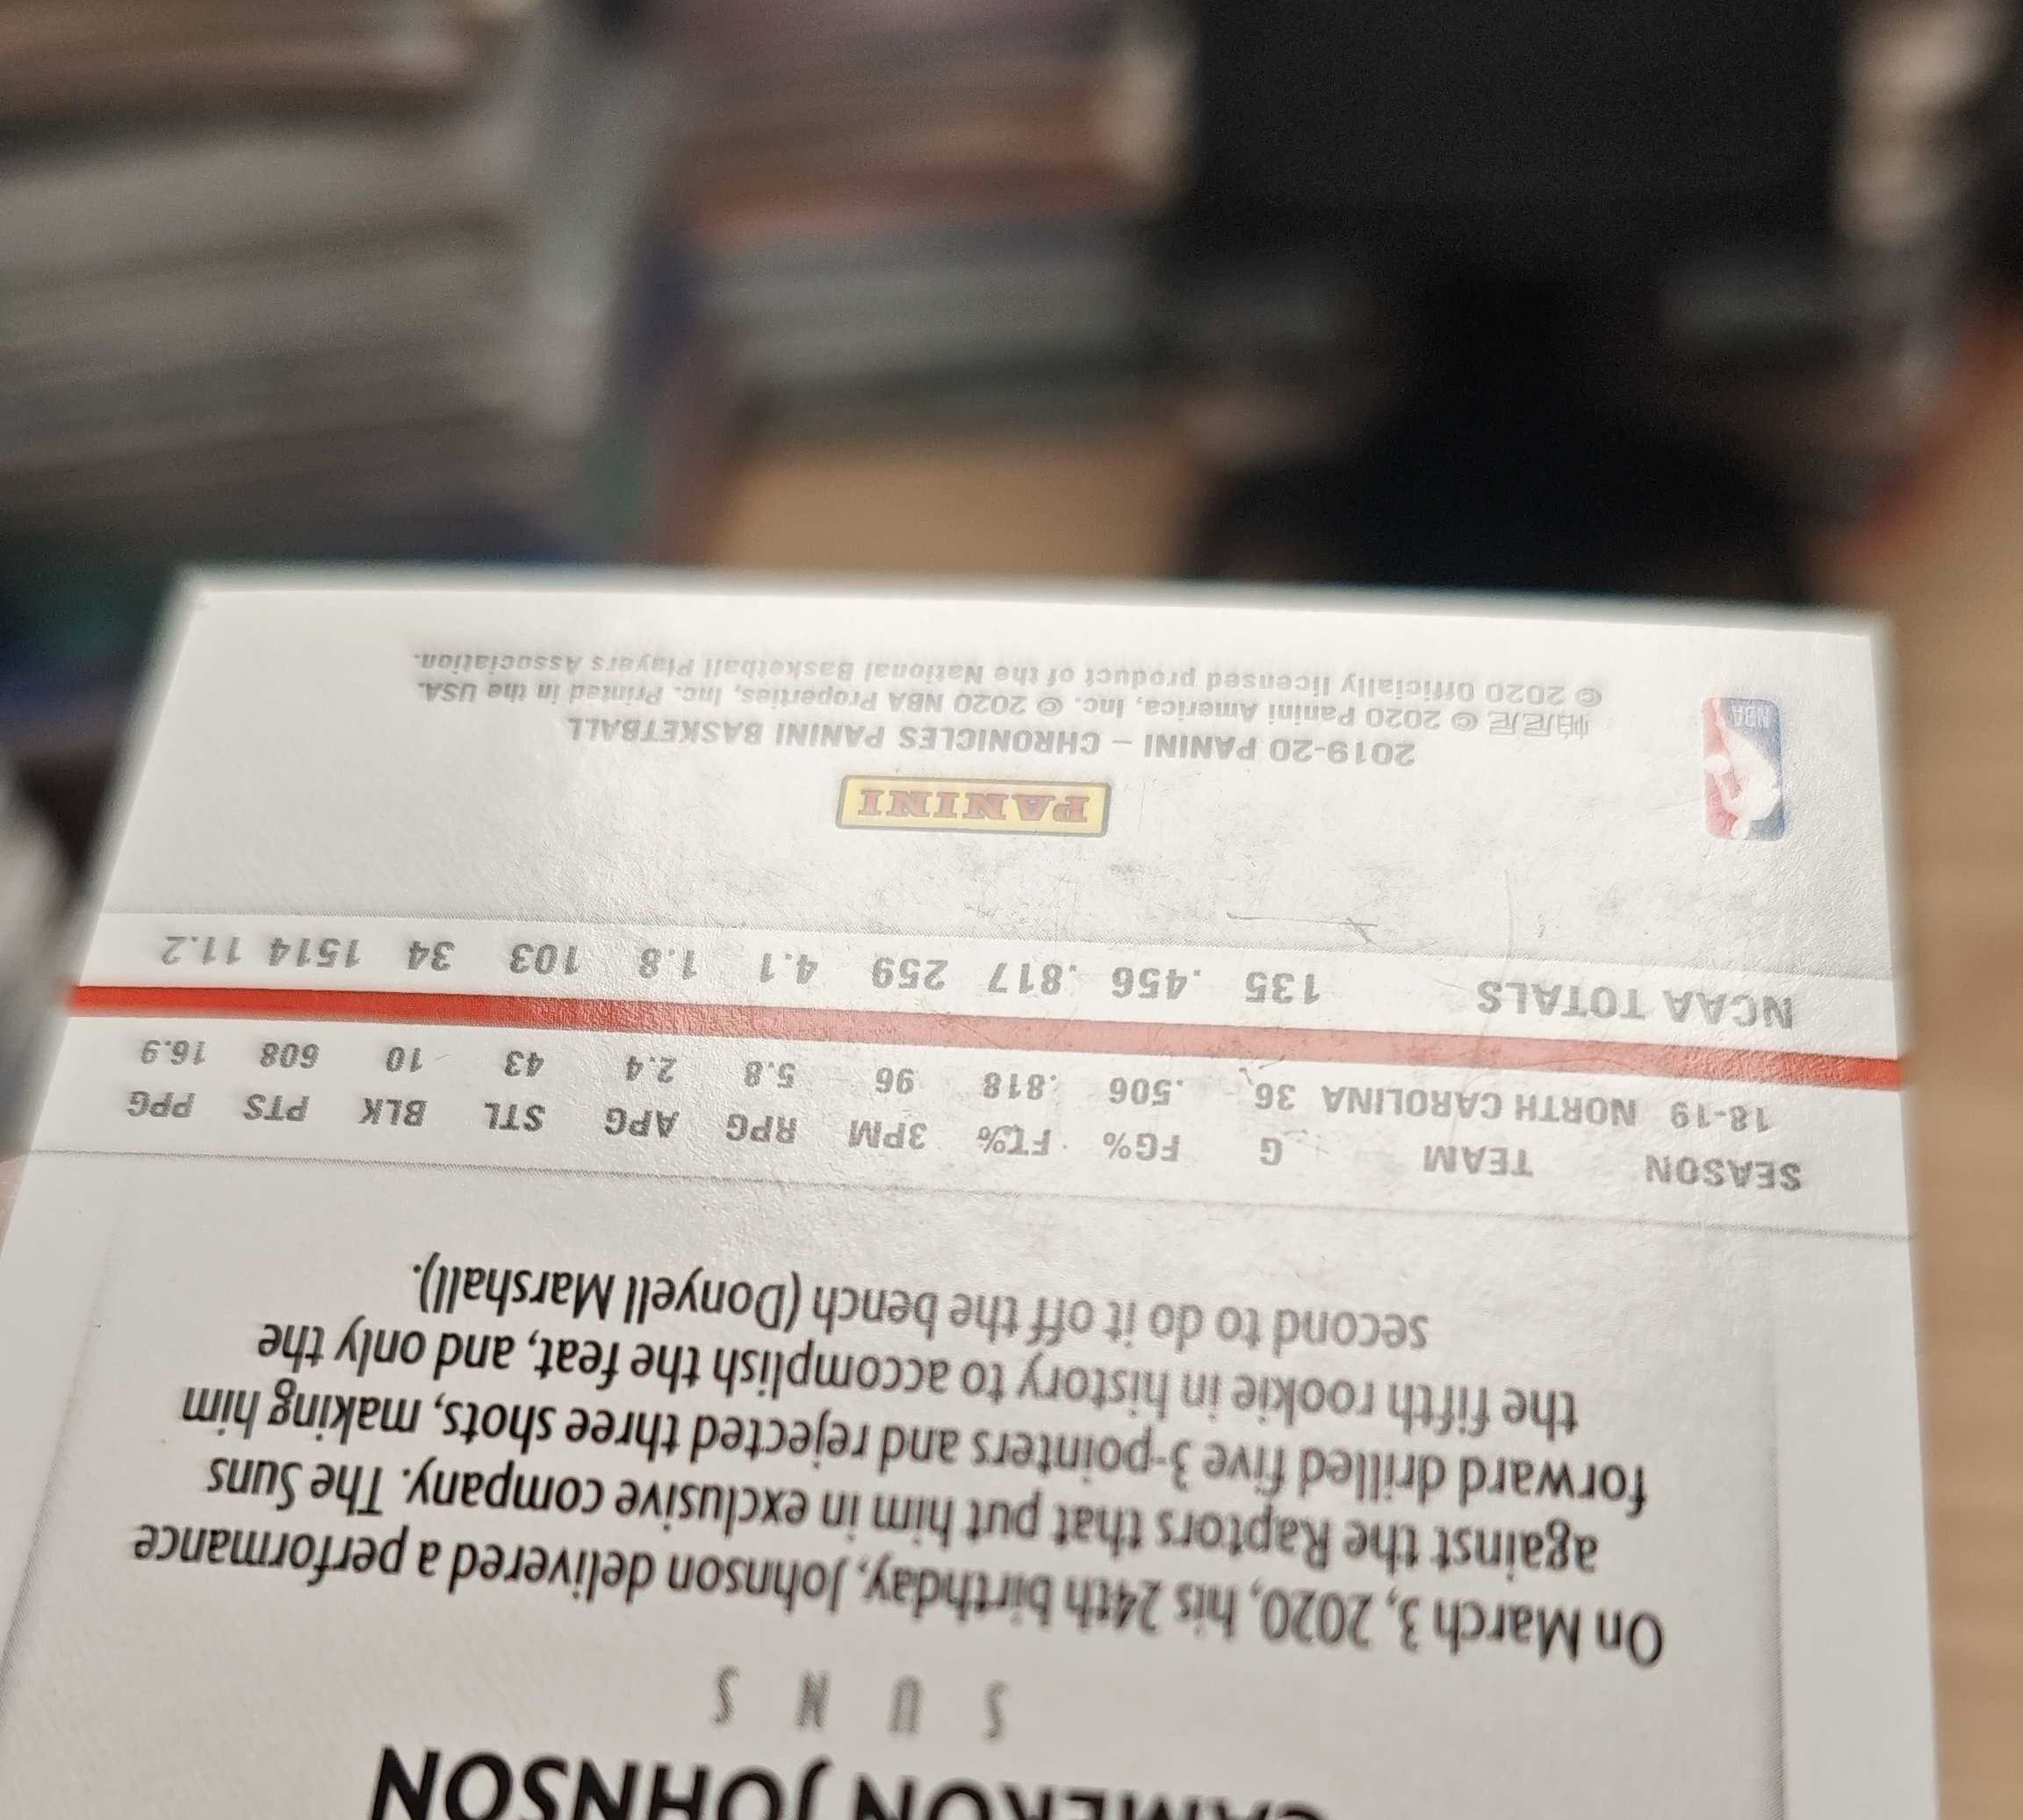 CAMERON JOHNSON
SUNS
On March 3, 2020, his 24th birthday, Johnson delivered a performance
against the Raptors that put him in exclusive company. The Suns
forward drilled five 3-pointers and rejected three shots, making him
the fifth rookie in history to accomplish the feat, and only the
second to do it off the bench (Donyell Marshall).
SEASON TEAM G FG% FT% 3PM RPG APG STL BLK PTS PPG
18-19 NORTH CAROLINA 36 .506 .818 96 5.8 2.4 43 10 608 16.9
NCAA TOTALS 135 .456 .817 259 4.1 1.8 103 34 1514 11.2
PANINI
2019-20 PANINI – CHRONICLES PANINI BASKETBALL
帕尼尼 © 2020 Panini America, Inc. © 2020 NBA Properties, Inc. Printed in the USA.
© 2020 Officially licensed product of the National Basketball Players Association.
NBA